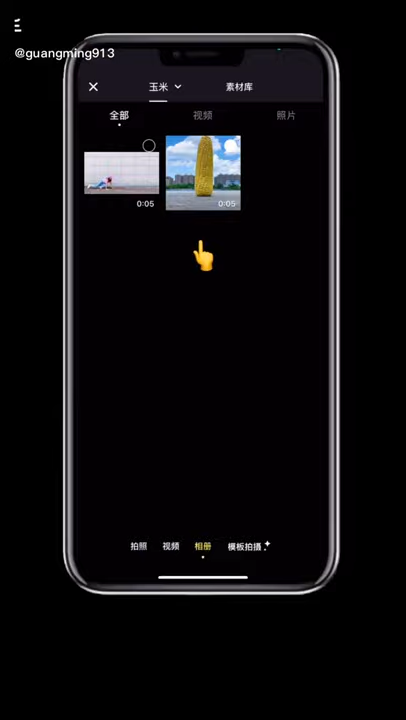 @guangming913
玉米
素材库
全部
视频
照片
0:05
0:05
拍照
视频
相册
模板拍摄